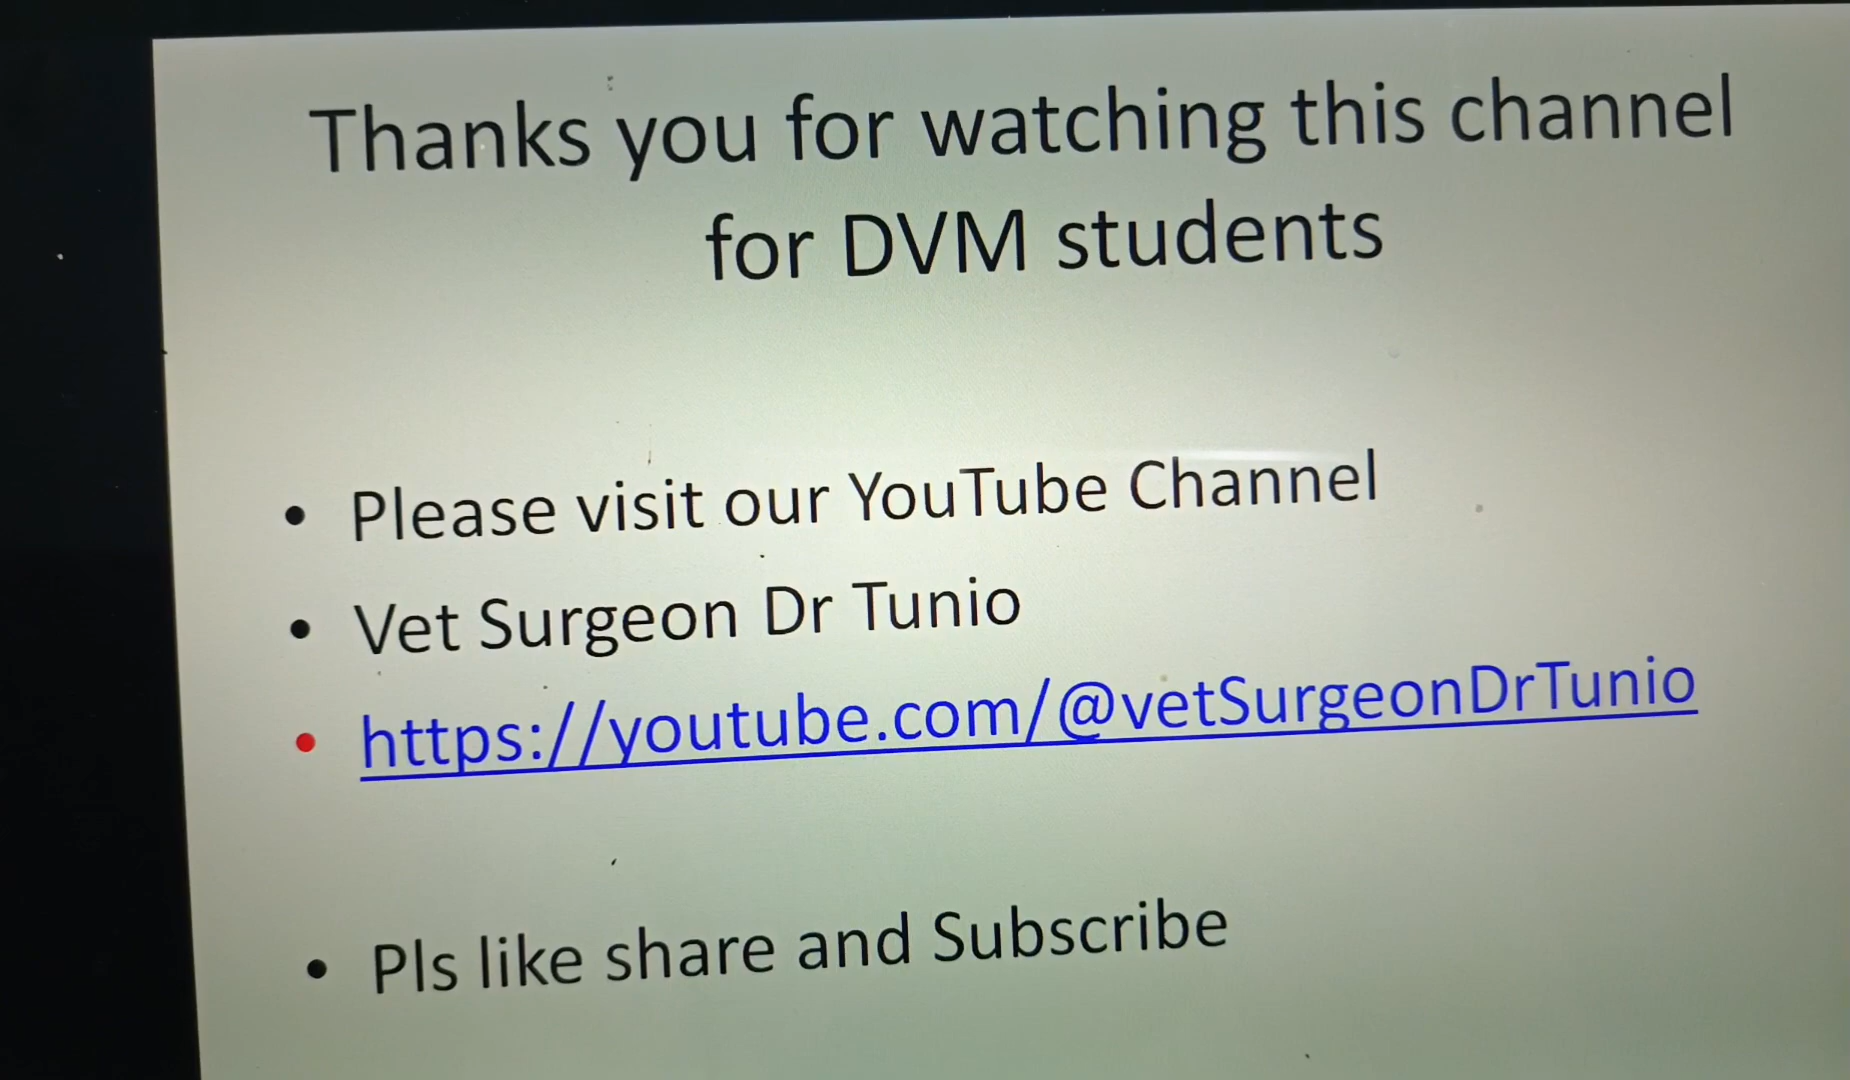 Thanks you for watching this channel
for DVM students
• Please visit our YouTube Channel
• Vet Surgeon Dr Tunio
• https://youtube.com/@vetSurgeonDrTunio
• Pls like share and Subscribe